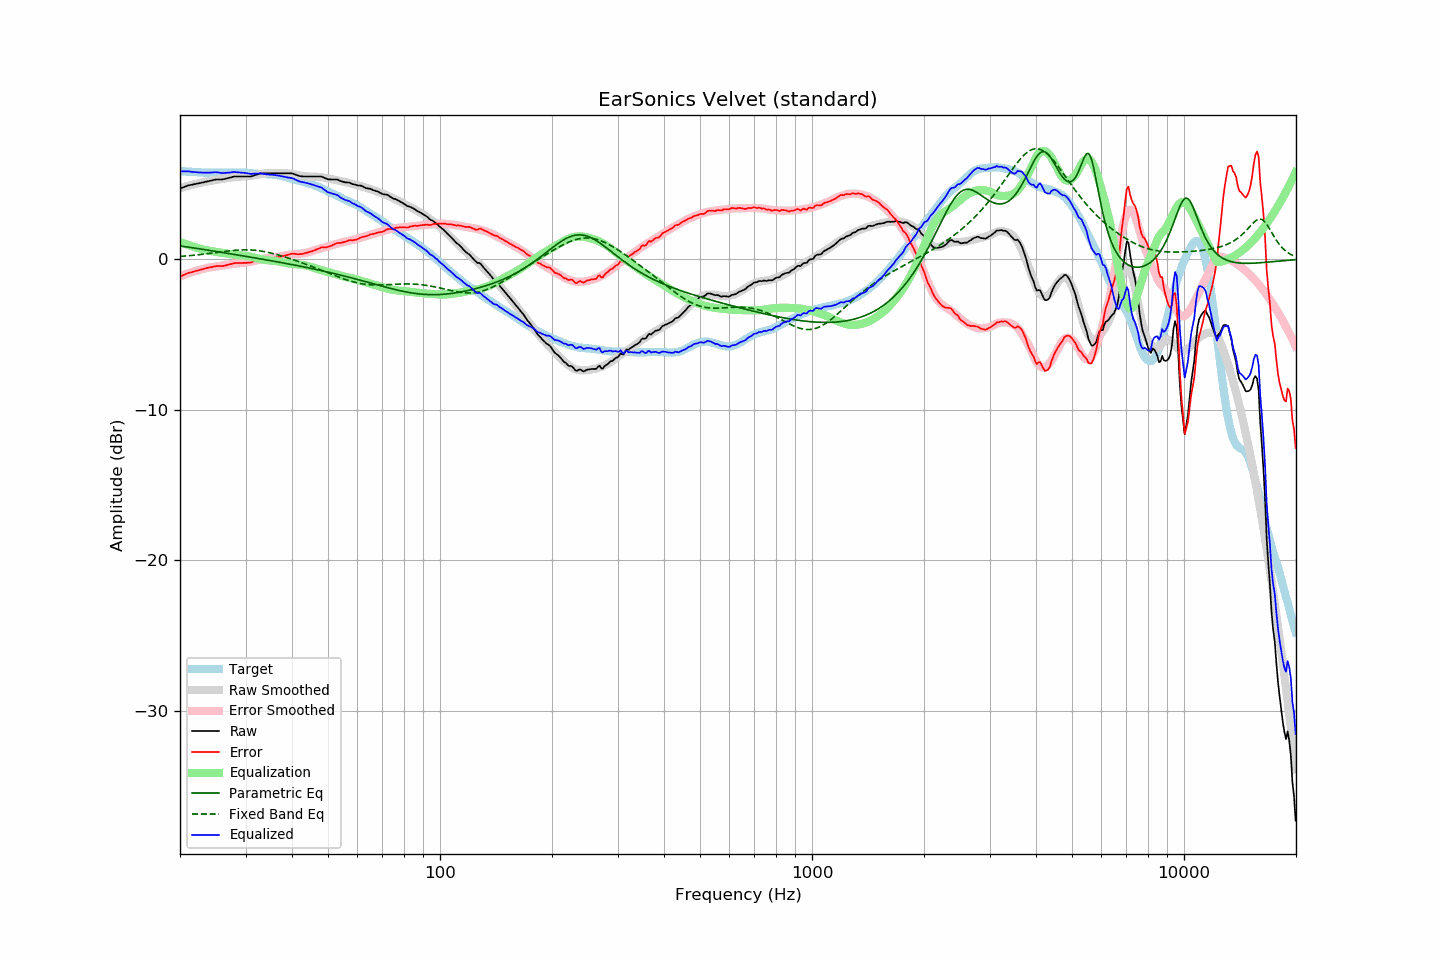 EarSonics Velvet (standard)
Amplitude (dBr)
0
−10
−20
−30
Target
Raw Smoothed
Error Smoothed
Raw
Error
Equalization
Parametric Eq
Fixed Band Eq
Equalized
100
1000
10000
Frequency (Hz)